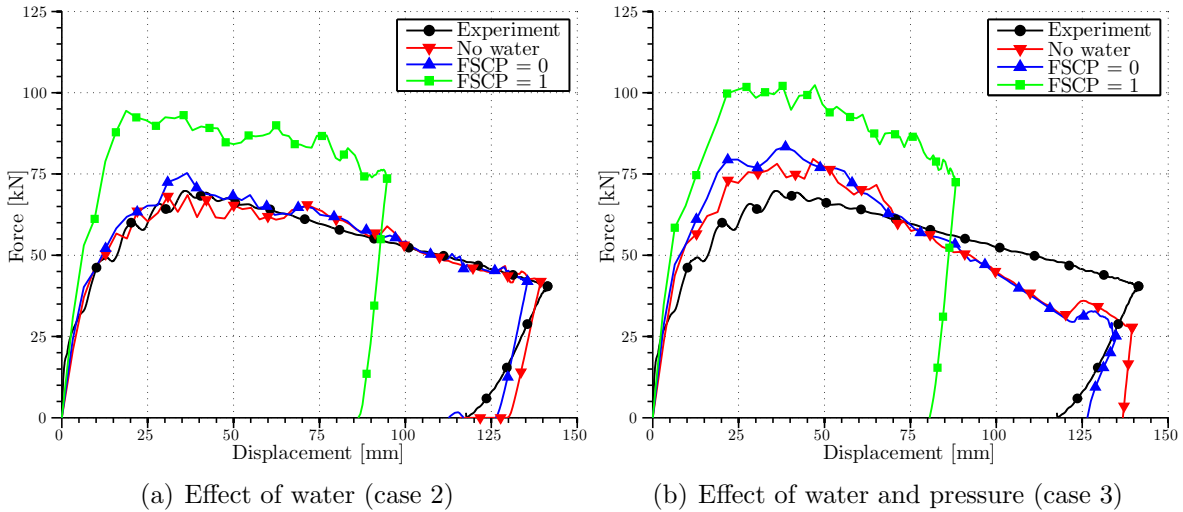 125
100
75
50
25
0
Force [kN]
0 25 50 75 100 125 150
Displacement [mm]
Experiment
No water
FSCP = 0
FSCP = 1
(a) Effect of water (case 2)
125
100
75
50
25
0
Force [kN]
0 25 50 75 100 125 150
Displacement [mm]
Experiment
No water
FSCP = 0
FSCP = 1
(b) Effect of water and pressure (case 3)